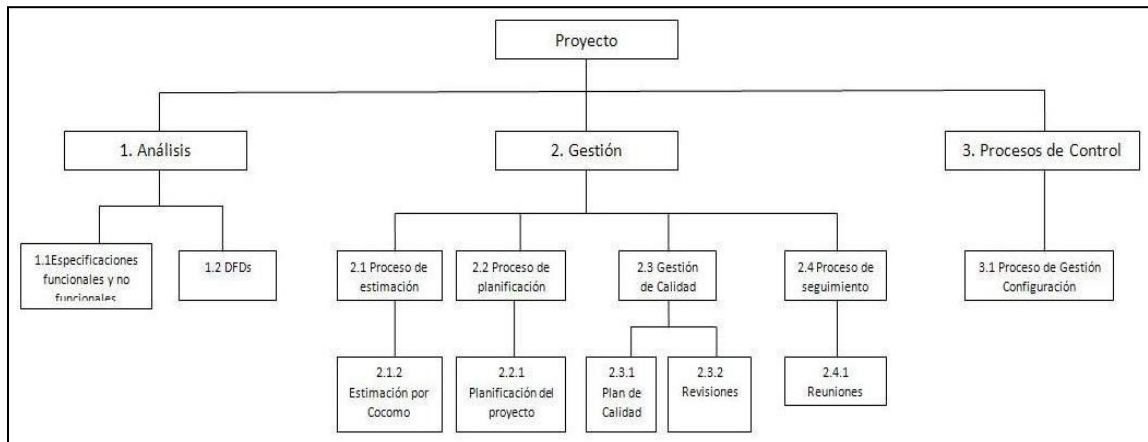 Proyecto
1. Análisis
2. Gestión
3. Procesos de Control
1.1Especificaciones
funcionales y no
funcionales
1.2 DFDs
2.1 Proceso de
estimación
2.2 Proceso de
planificación
2.3 Gestión
de Calidad
2.4 Proceso de
seguimiento
3.1 Proceso de Gestión
Configuración
2.1.2
Estimación por
Cocomo
2.2.1
Planificación del
proyecto
2.3.1
Plan de
Calidad
2.3.2
Revisiones
2.4.1
Reuniones